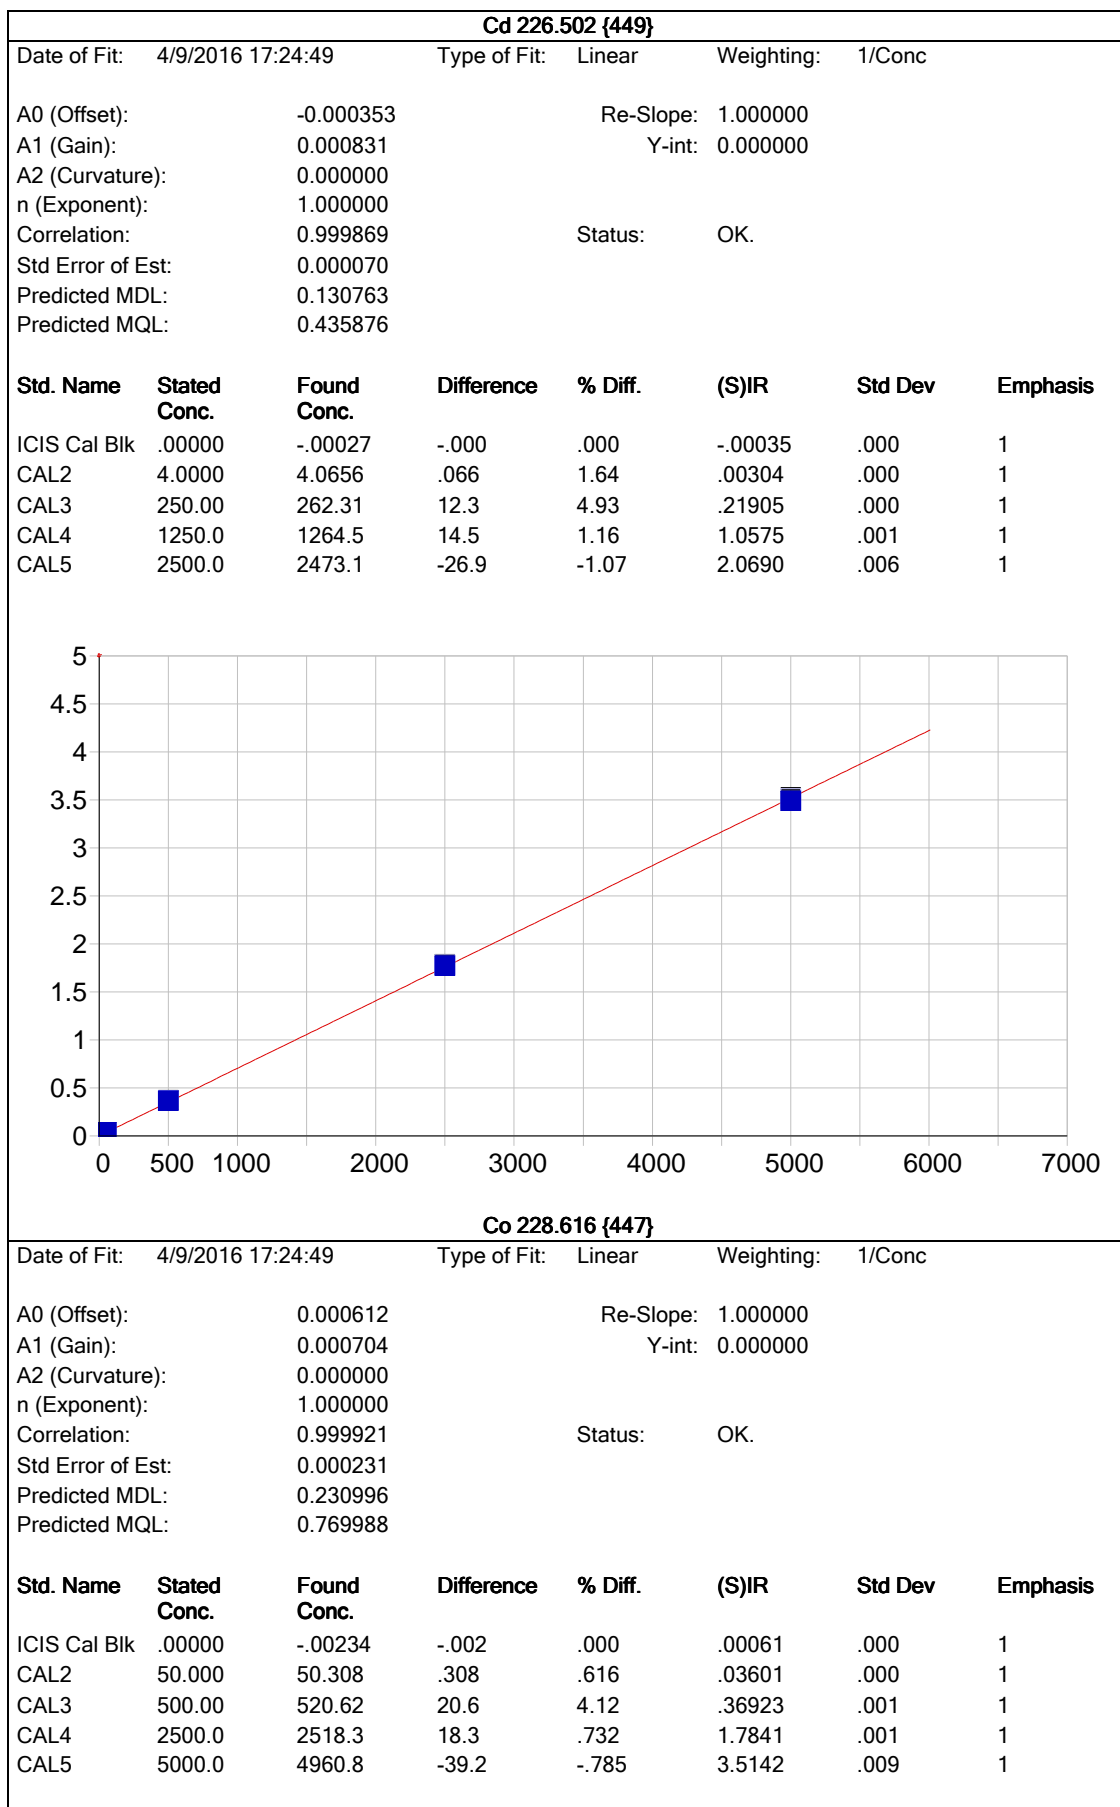 Cd 226.502 {449}
Date of Fit: 4/9/2016 17:24:49 Type of Fit: Linear Weighting: 1/Conc
A0 (Offset): -0.000353 Re-Slope: 1.000000
A1 (Gain): 0.000831 Y-int: 0.000000
A2 (Curvature): 0.000000
n (Exponent): 1.000000
Correlation: 0.999869 Status: OK.
Std Error of Est: 0.000070
Predicted MDL: 0.130763
Predicted MQL: 0.435876
Std. Name Stated Found Difference % Diff. (S)IR Std Dev Emphasis
Conc. Conc.
ICIS Cal Blk .00000 -.00027 -.000 .000 -.00035 .000 1
CAL2 4.0000 4.0656 .066 1.64 .00304 .000 1
CAL3 250.00 262.31 12.3 4.93 .21905 .000 1
CAL4 1250.0 1264.5 14.5 1.16 1.0575 .001 1
CAL5 2500.0 2473.1 -26.9 -1.07 2.0690 .006 1
5
4.5
4
3.5
3
2.5
2
1.5
1
0.5
0
0 500 1000 2000 3000 4000 5000 6000 7000
Co 228.616 {447}
Date of Fit: 4/9/2016 17:24:49 Type of Fit: Linear Weighting: 1/Conc
A0 (Offset): 0.000612 Re-Slope: 1.000000
A1 (Gain): 0.000704 Y-int: 0.000000
A2 (Curvature): 0.000000
n (Exponent): 1.000000
Correlation: 0.999921 Status: OK.
Std Error of Est: 0.000231
Predicted MDL: 0.230996
Predicted MQL: 0.769988
Std. Name Stated Found Difference % Diff. (S)IR Std Dev Emphasis
Conc. Conc.
ICIS Cal Blk .00000 -.00234 -.002 .000 .00061 .000 1
CAL2 50.000 50.308 .308 .616 .03601 .000 1
CAL3 500.00 520.62 20.6 4.12 .36923 .001 1
CAL4 2500.0 2518.3 18.3 .732 1.7841 .001 1
CAL5 5000.0 4960.8 -39.2 -.785 3.5142 .009 1